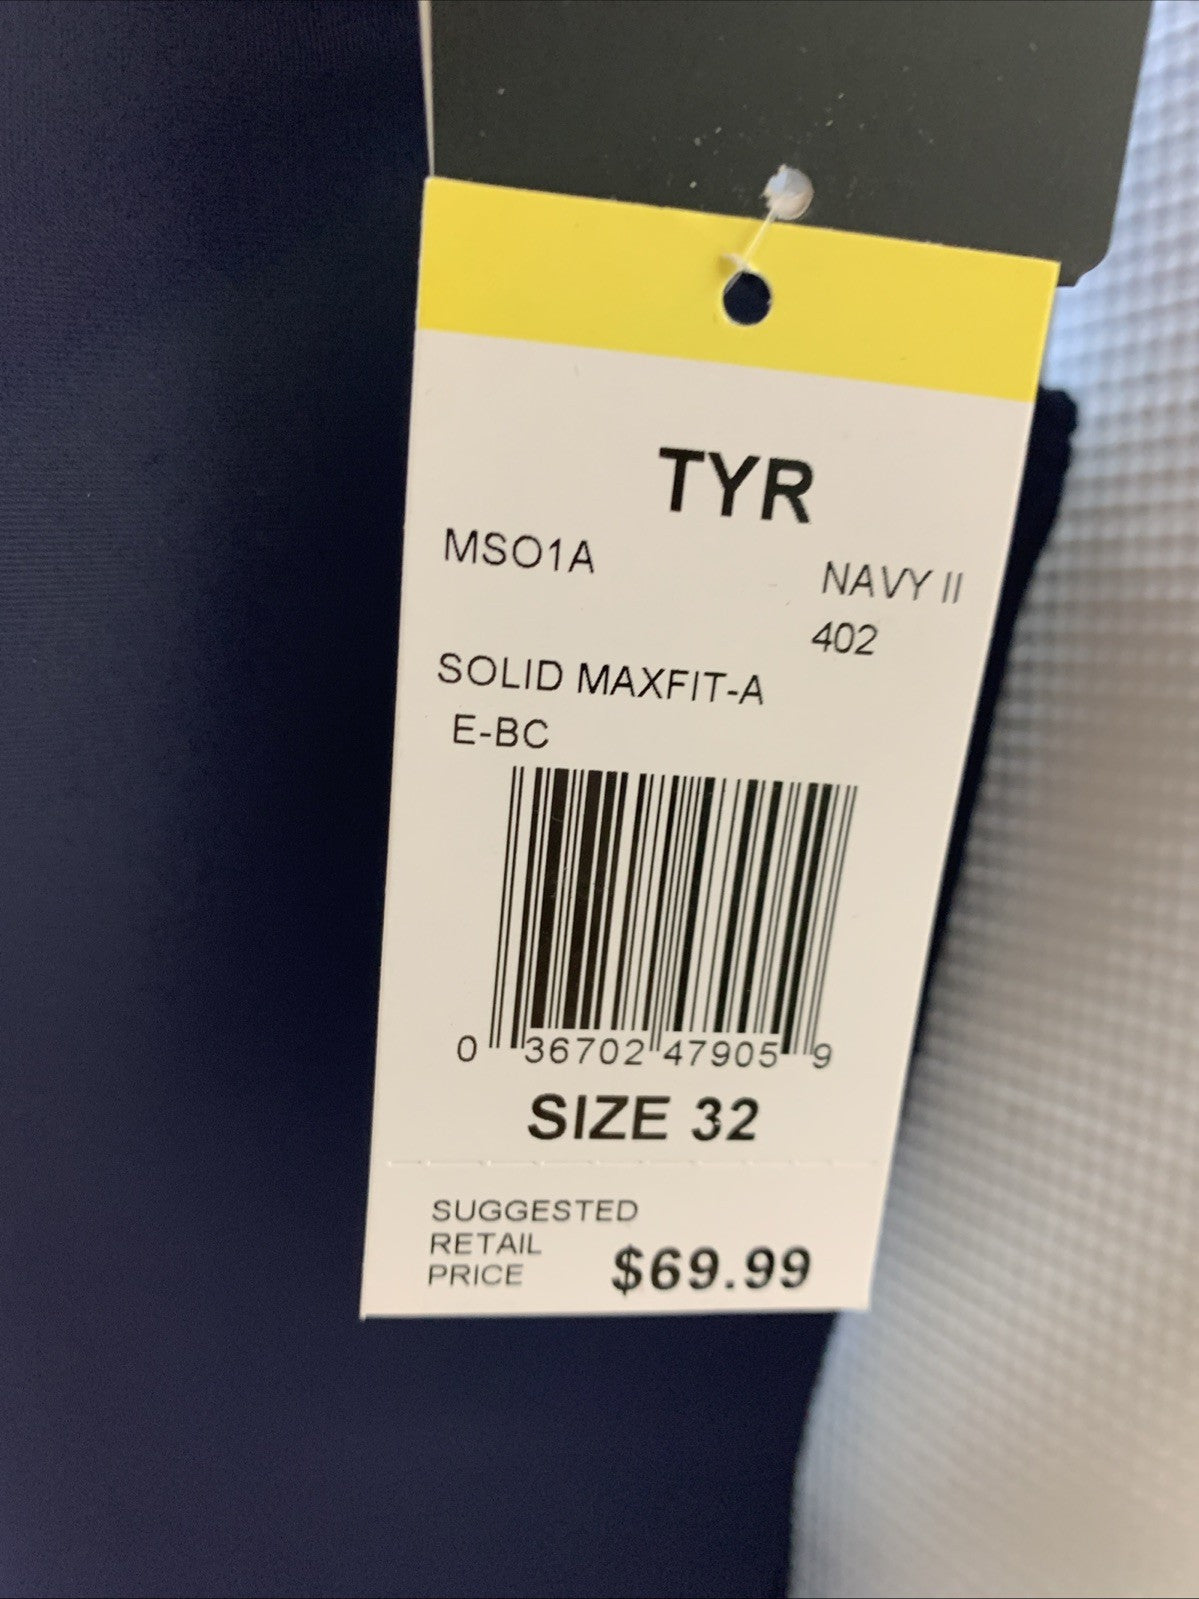 TYR
MSO1A NAVY II
402
SOLID MAXFIT-A
E-BC
0 36702 47905 9
SIZE 32
SUGGESTED
RETAIL
PRICE $69.99